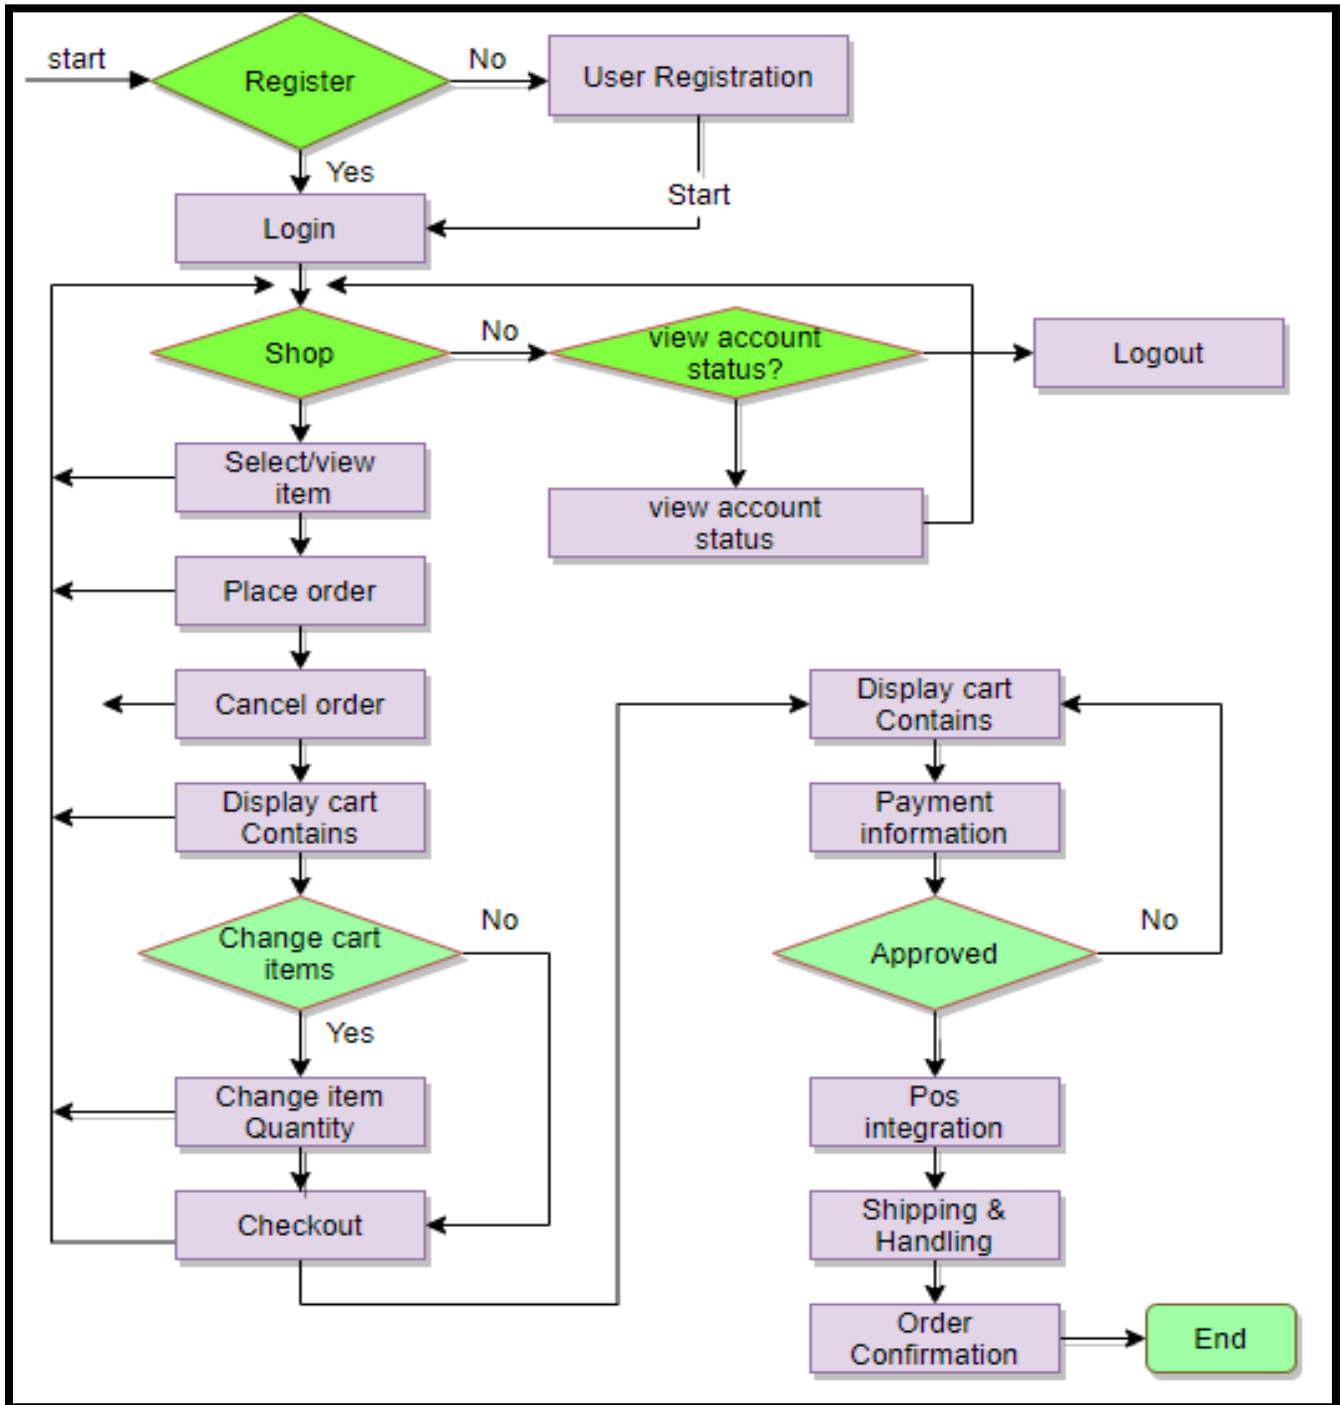 start
Register
No
User Registration
Yes
Start
Login
Shop
No
view account
status?
Logout
Select/view
item
view account
status
Place order
Cancel order
Display cart
Contains
Change cart
items
No
Yes
Change item
Quantity
Checkout
Display cart
Contains
Payment
information
Approved
No
Pos
integration
Shipping &
Handling
Order
Confirmation
End